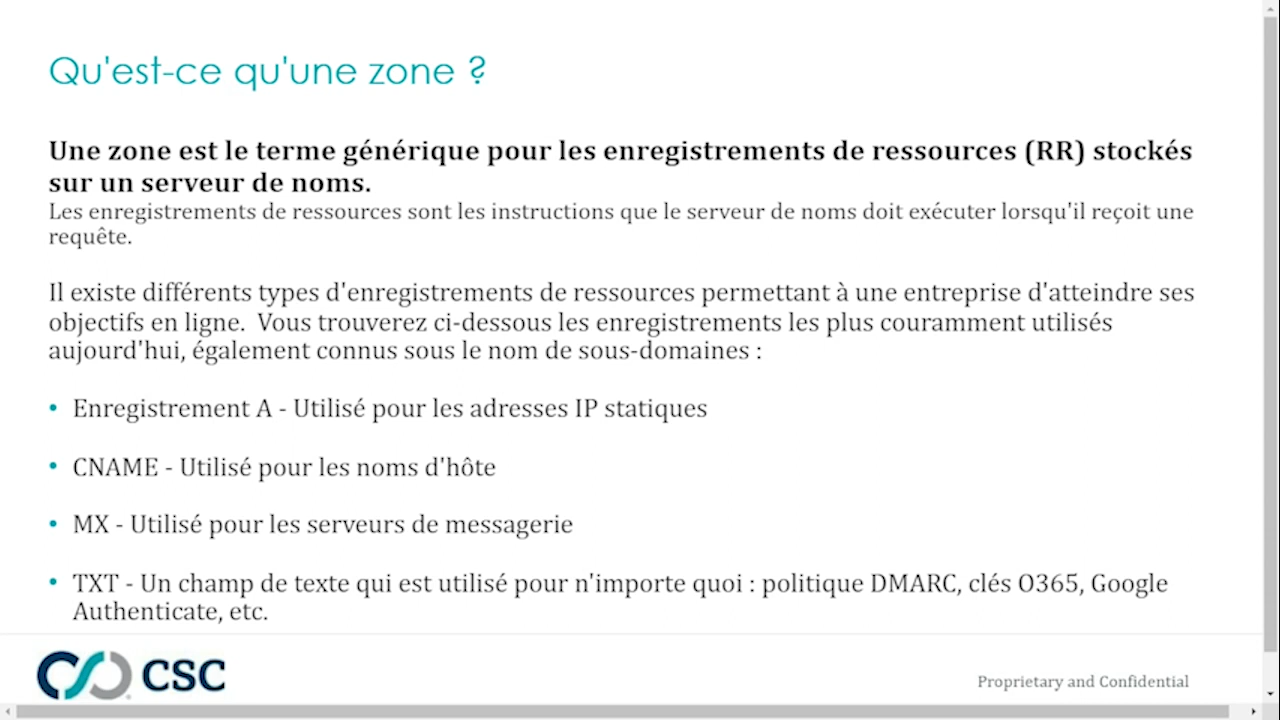 Qu'est-ce qu'une zone ?
Une zone est le terme générique pour les enregistrements de ressources (RR) stockés
sur un serveur de noms.
Les enregistrements de ressources sont les instructions que le serveur de noms doit exécuter lorsqu'il reçoit une
requête.
Il existe différents types d'enregistrements de ressources permettant à une entreprise d'atteindre ses
objectifs en ligne.  Vous trouverez ci-dessous les enregistrements les plus couramment utilisés
aujourd'hui, également connus sous le nom de sous-domaines :
• Enregistrement A - Utilisé pour les adresses IP statiques
• CNAME - Utilisé pour les noms d'hôte
• MX - Utilisé pour les serveurs de messagerie
• TXT - Un champ de texte qui est utilisé pour n'importe quoi : politique DMARC, clés O365, Google
Authenticate, etc.
CSC
Proprietary and Confidential